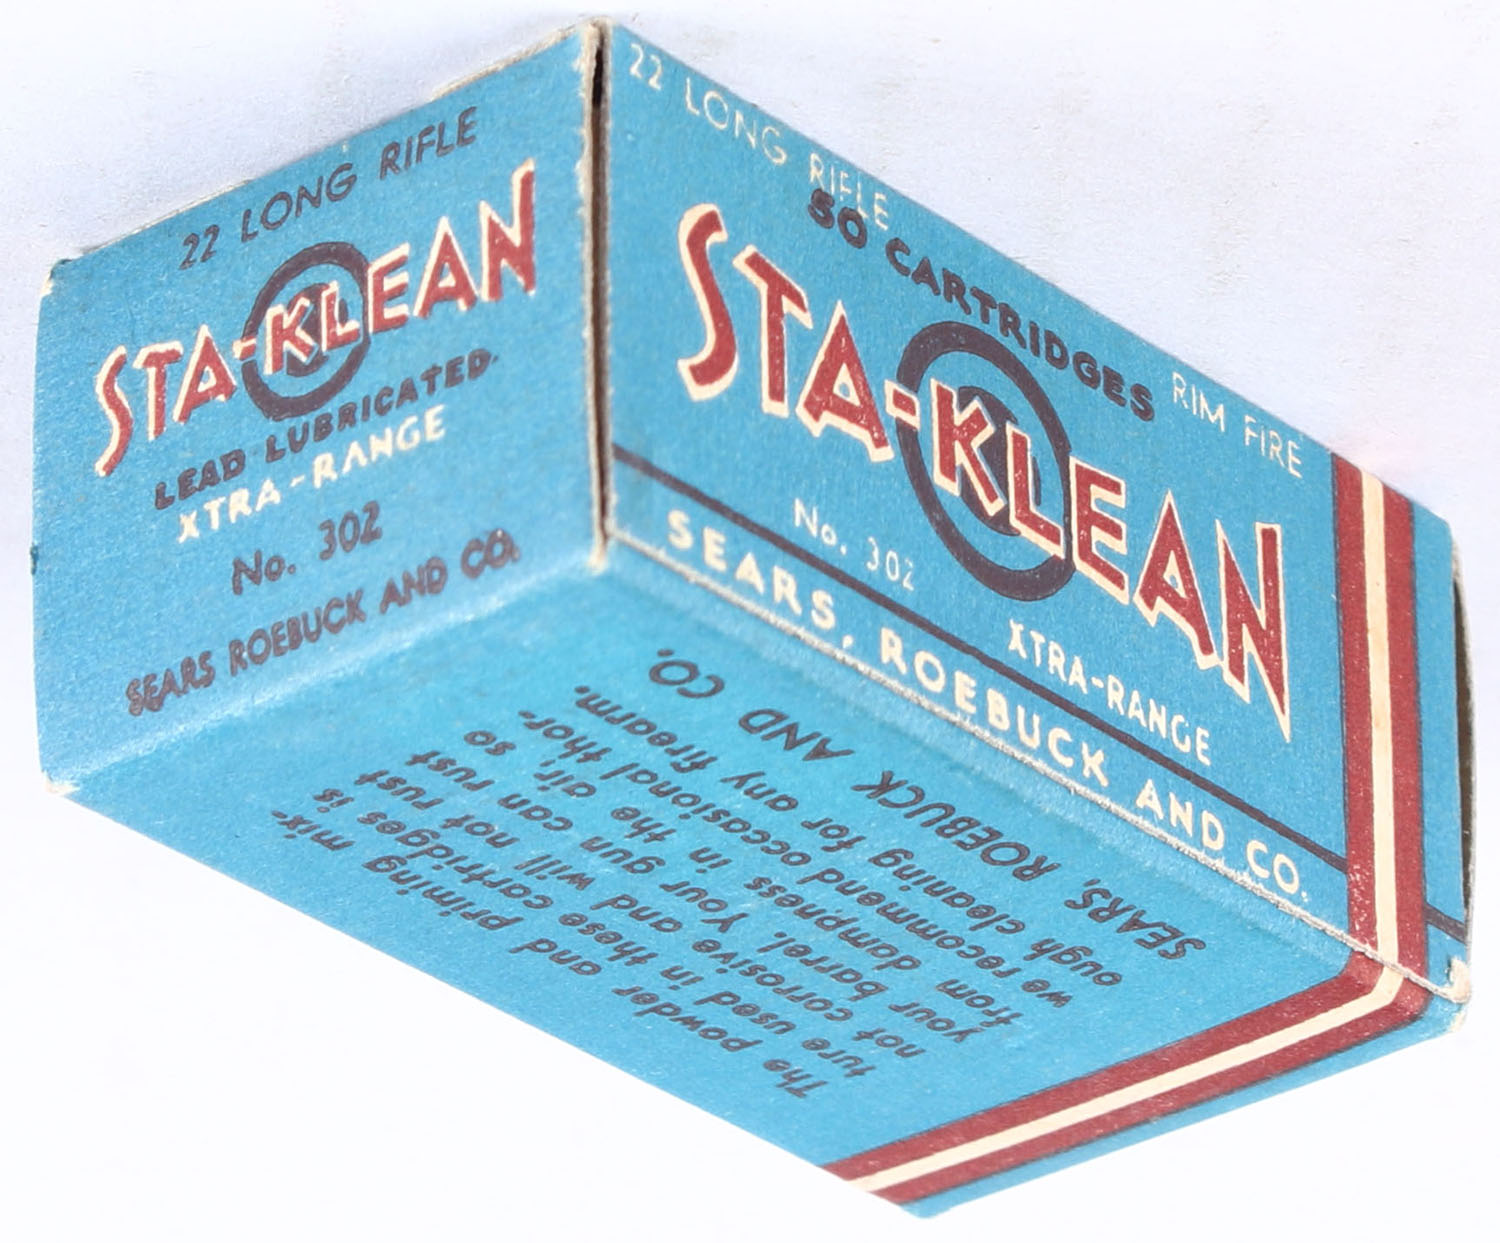 22 LONG RIFLE
STA-KLEAN
LEAD LUBRICATED
XTRA-RANGE
No. 302
SEARS ROEBUCK AND CO.
22 LONG RIFLE
50 CARTRIDGES
RIM FIRE
STA-KLEAN
No. 302
XTRA-RANGE
SEARS, ROEBUCK AND CO.
The powder and priming mix-
ture used in these cartridges is
not corrosive and will not rust
your barrel. Your gun can rust
from dampness in the air, so
we recommend occasional thor-
ough cleaning for any firearm.
SEARS, ROEBUCK AND CO.